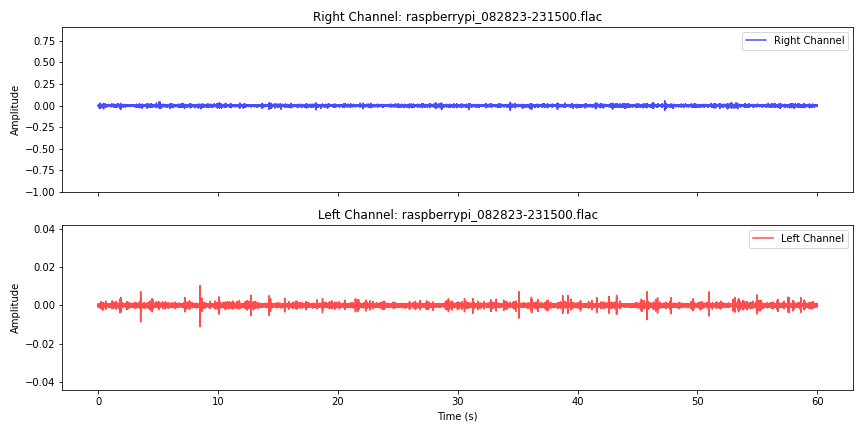 Right Channel: raspberrypi_082823-231500.flac
Right Channel
Amplitude
0.75
0.50
0.25
0.00
−0.25
−0.50
−0.75
−1.00
Left Channel: raspberrypi_082823-231500.flac
Left Channel
Amplitude
0.04
0.02
0.00
−0.02
−0.04
0 10 20 30 40 50 60
Time (s)